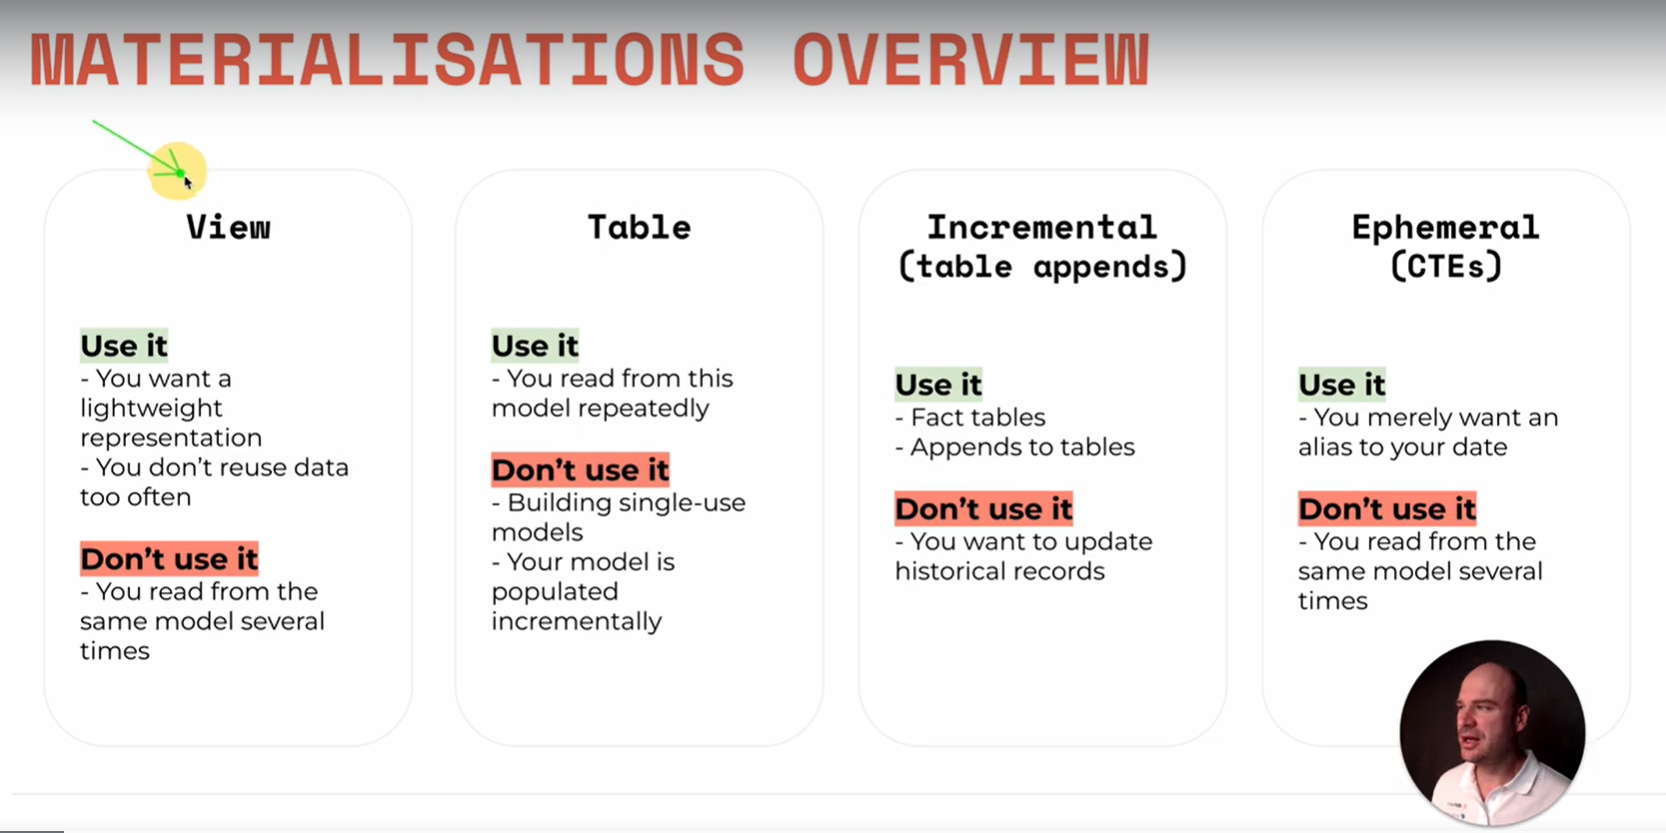 MATERIALISATIONS OVERVIEW
View
Use it
- You want a
lightweight
representation
- You don't reuse data
too often
Don't use it
- You read from the
same model several
times
Table
Use it
- You read from this
model repeatedly
Don't use it
- Building single-use
models
- Your model is
populated
incrementally
Incremental
(table appends)
Use it
- Fact tables
- Appends to tables
Don't use it
- You want to update
historical records
Ephemeral
(CTEs)
Use it
- You merely want an
alias to your date
Don't use it
- You read from the
same model several
times